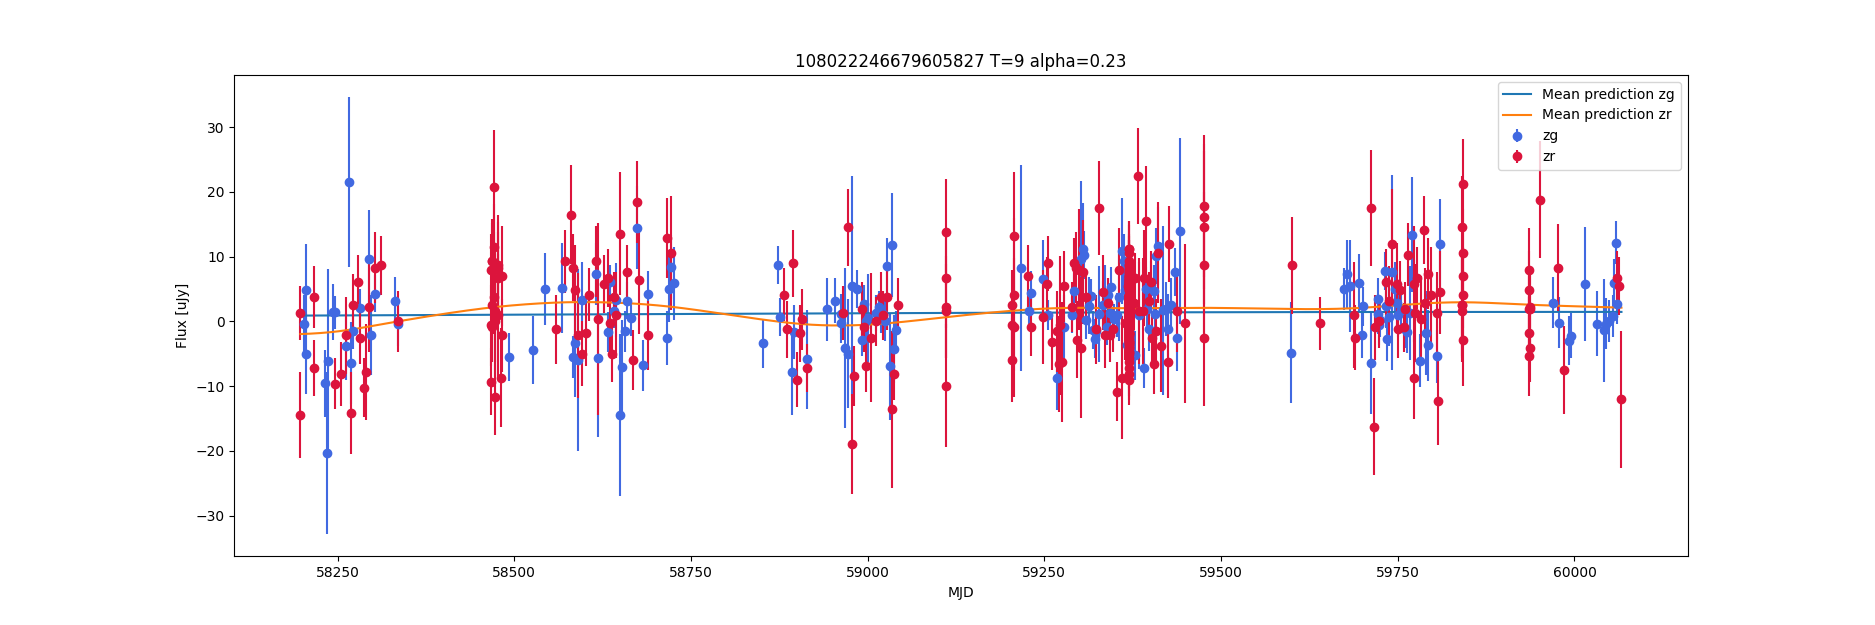 108022246679605827 T=9 alpha=0.23
Mean prediction zg
Mean prediction zr
zg
zr
Flux [uJy]
30
20
10
0
−10
−20
−30
58250 58500 58750 59000 59250 59500 59750 60000
MJD